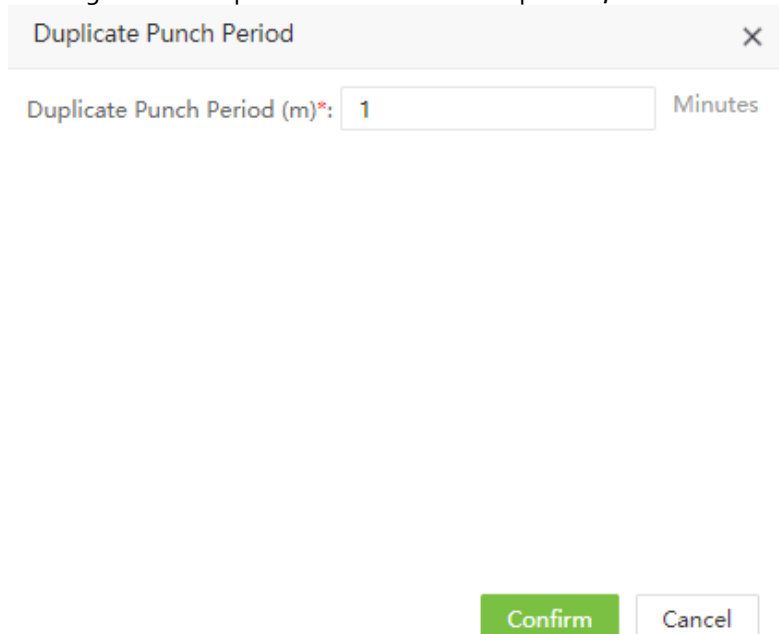 Duplicate Punch Period ×
Duplicate Punch Period (m)*: 1 Minutes
Confirm Cancel